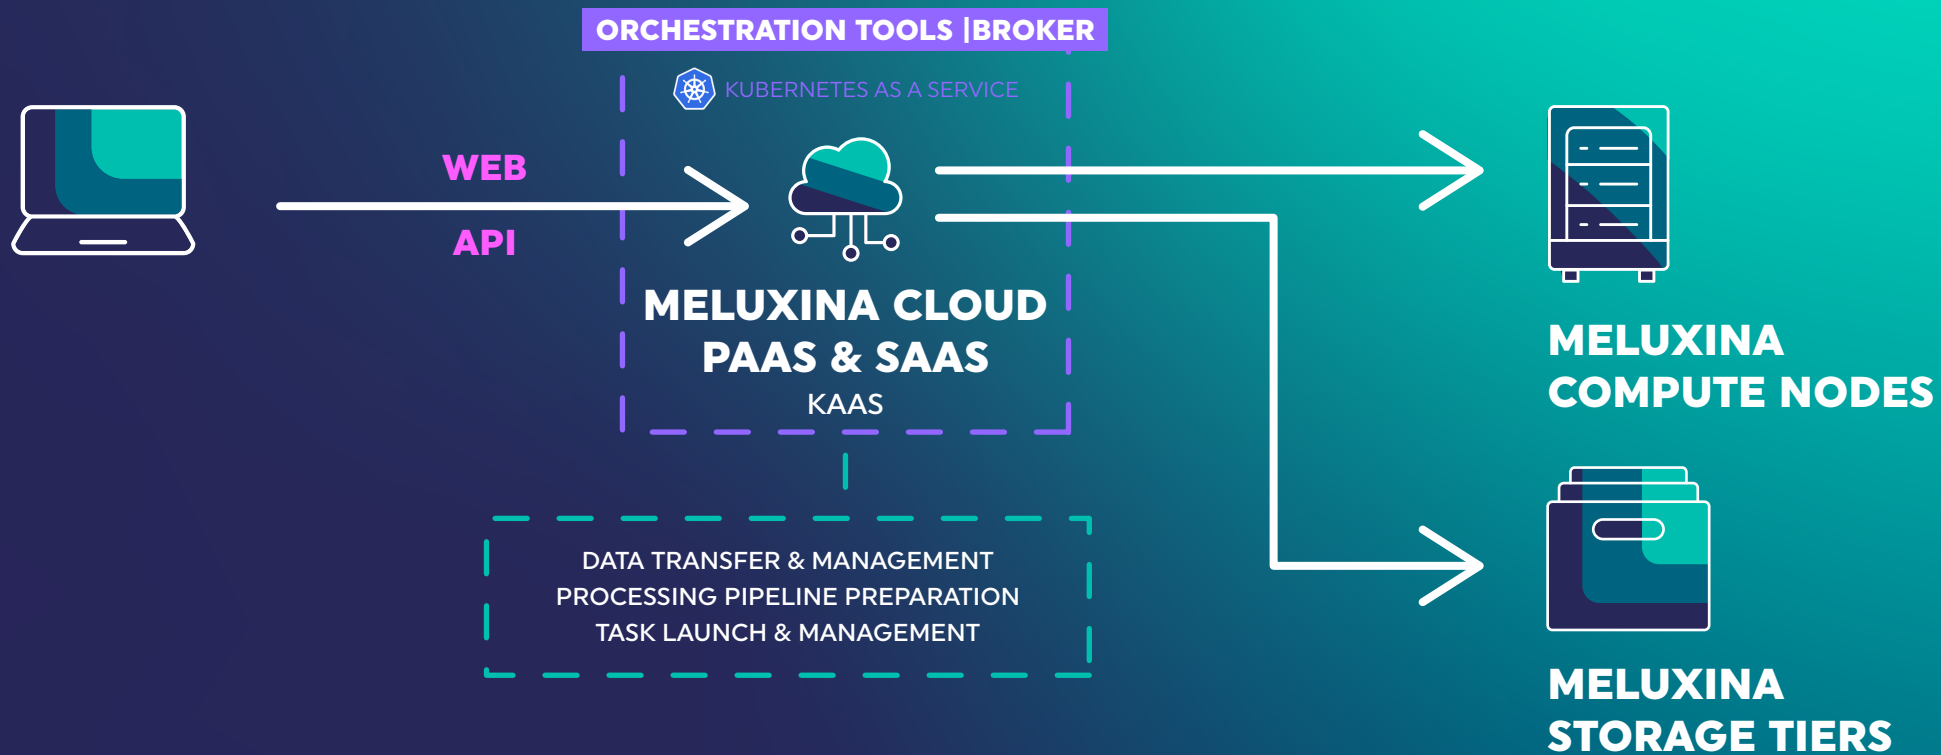 ORCHESTRATION TOOLS |BROKER
KUBERNETES AS A SERVICE
WEB
API
MELUXINA CLOUD
PAAS & SAAS
KAAS
DATA TRANSFER & MANAGEMENT
PROCESSING PIPELINE PREPARATION
TASK LAUNCH & MANAGEMENT
MELUXINA
COMPUTE NODES
MELUXINA
STORAGE TIERS